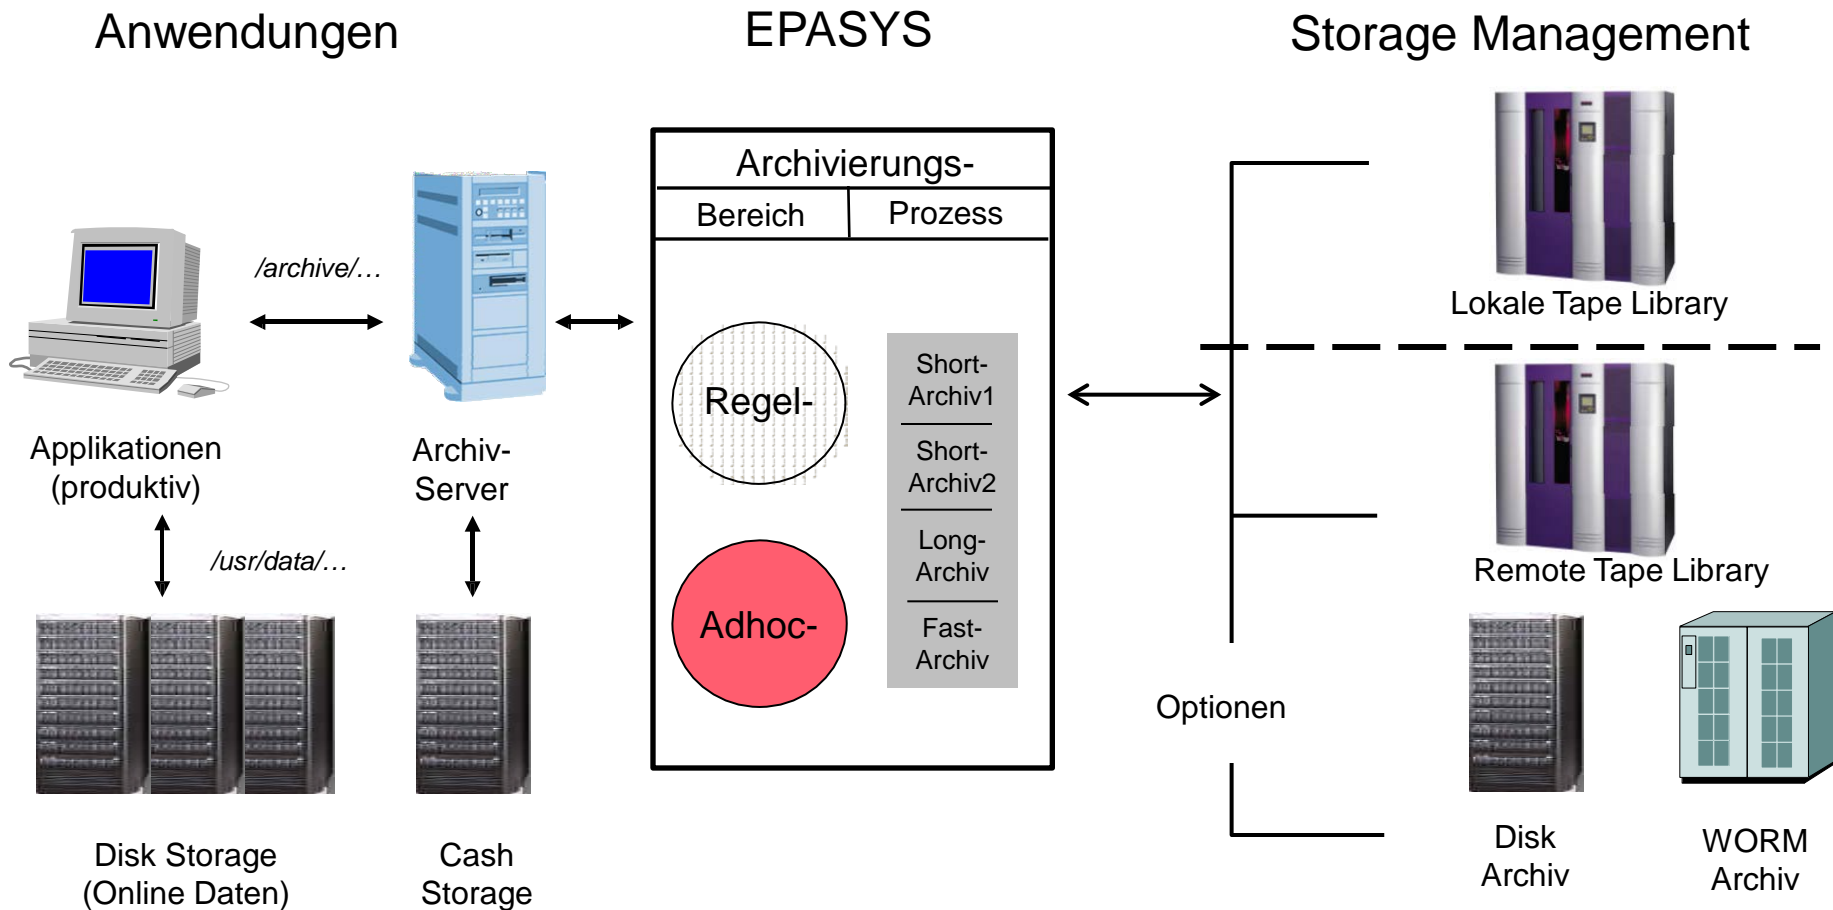 Anwendungen
EPASYS
Storage Management
Archivierungs-
Bereich
Prozess
/archive/…
Applikationen
(produktiv)
Archiv-
Server
/usr/data/…
Disk Storage
(Online Daten)
Cash
Storage
Regel-
Adhoc-
Short-
Archiv1
Short-
Archiv2
Long-
Archiv
Fast-
Archiv
Lokale Tape Library
Remote Tape Library
Optionen
Disk
Archiv
WORM
Archiv